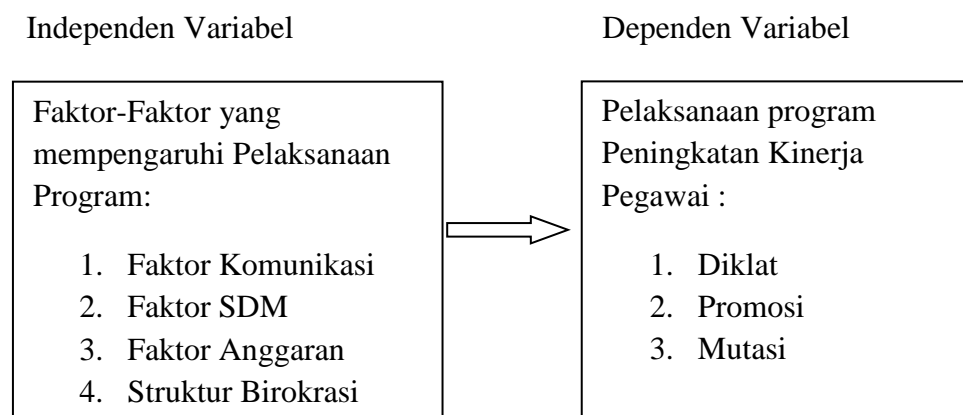 Independen Variabel
Dependen Variabel
Faktor-Faktor yang
mempengaruhi Pelaksanaan
Program:
1. Faktor Komunikasi
2. Faktor SDM
3. Faktor Anggaran
4. Struktur Birokrasi
Pelaksanaan program
Peningkatan Kinerja
Pegawai :
1. Diklat
2. Promosi
3. Mutasi